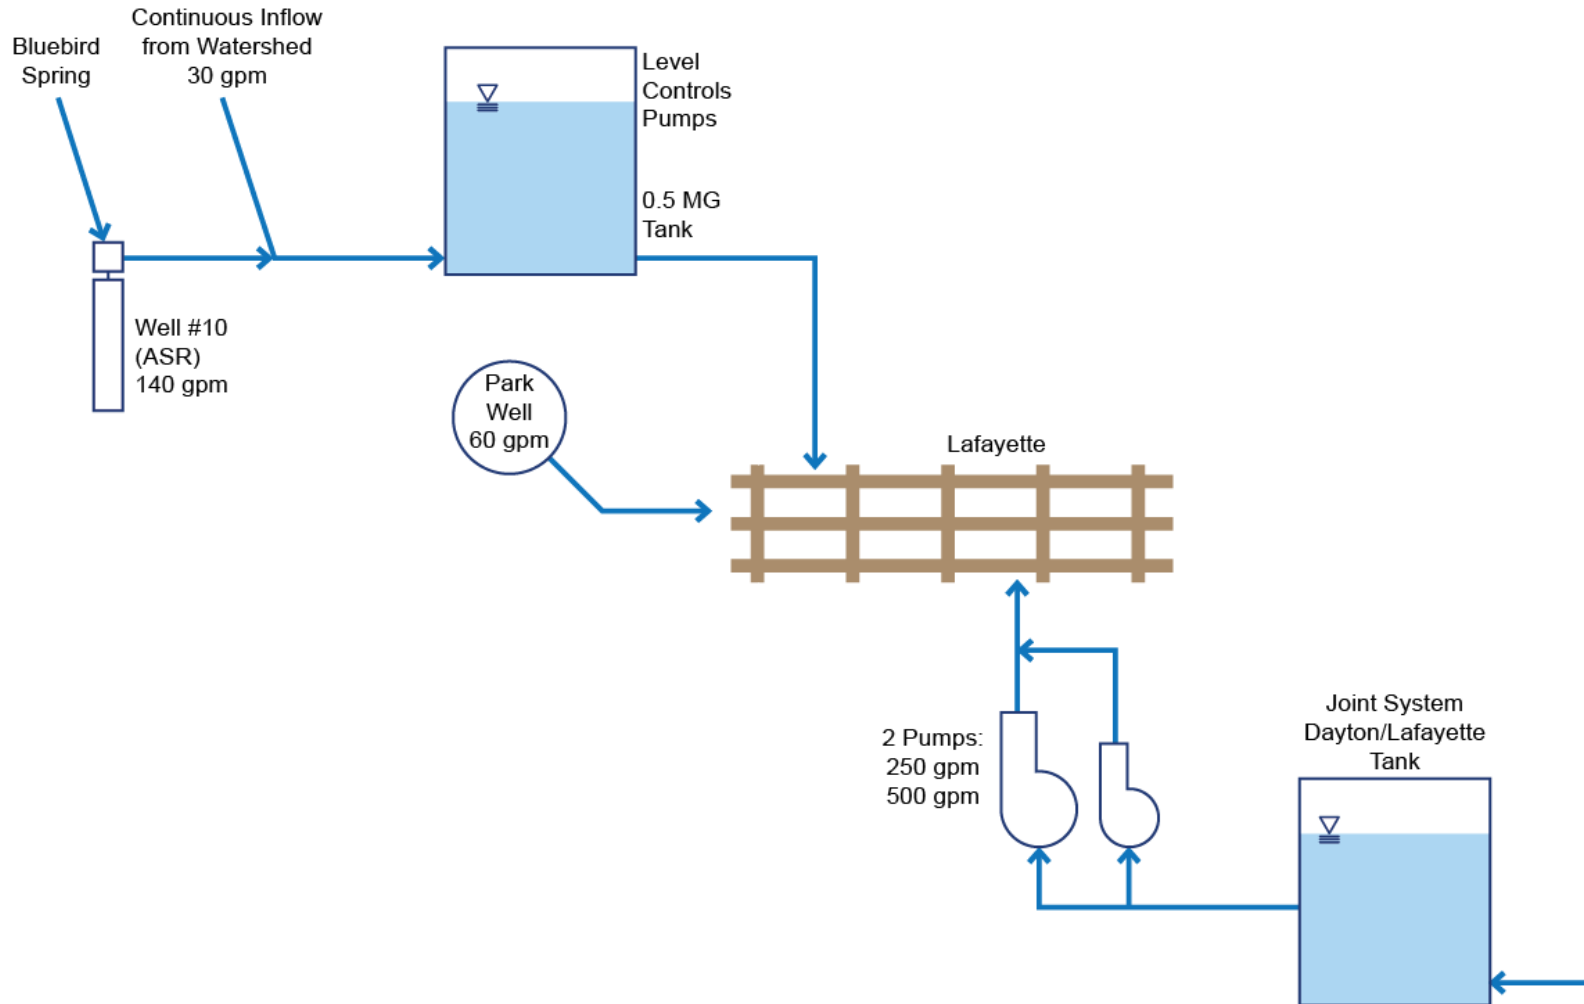 Bluebird
Spring
Continuous Inflow
from Watershed
30 gpm
Level
Controls
Pumps
0.5 MG
Tank
Well #10
(ASR)
140 gpm
Park
Well
60 gpm
Lafayette
2 Pumps:
250 gpm
500 gpm
Joint System
Dayton/Lafayette
Tank